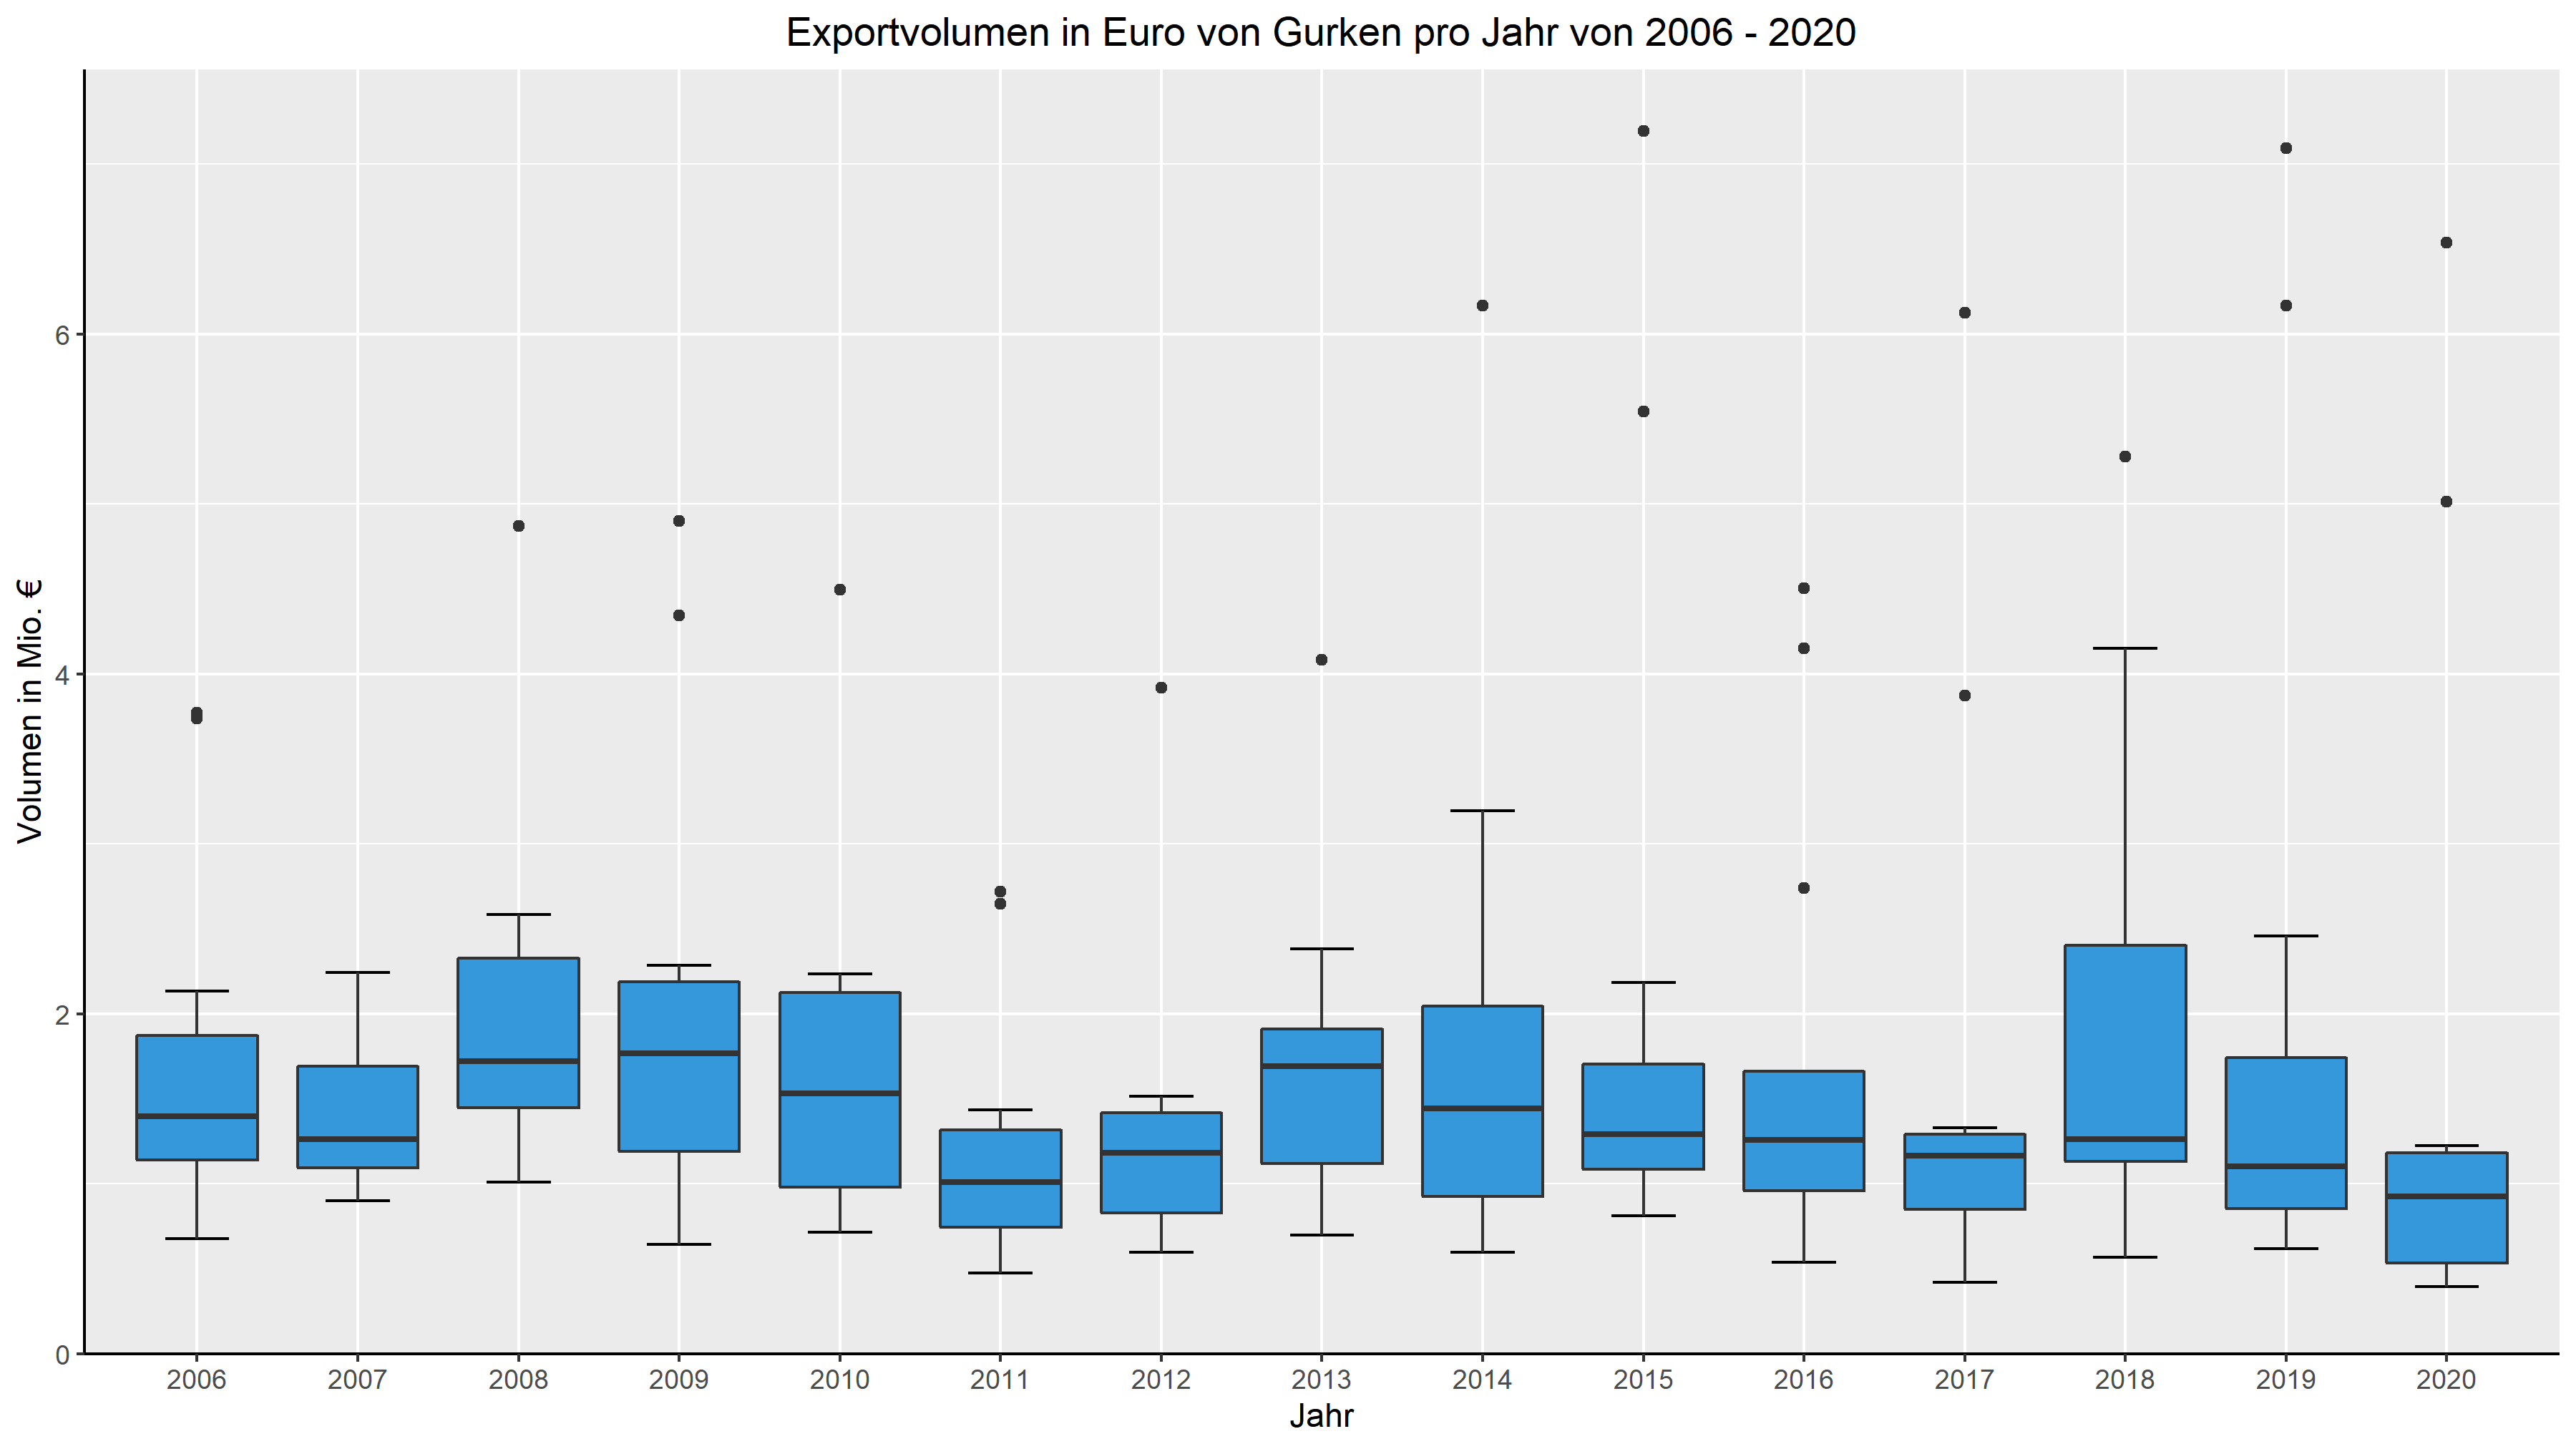 Exportvolumen in Euro von Gurken pro Jahr von 2006 - 2020
Volumen in Mio. €
6
4
2
0
2006 2007 2008 2009 2010 2011 2012 2013 2014 2015 2016 2017 2018 2019 2020
Jahr